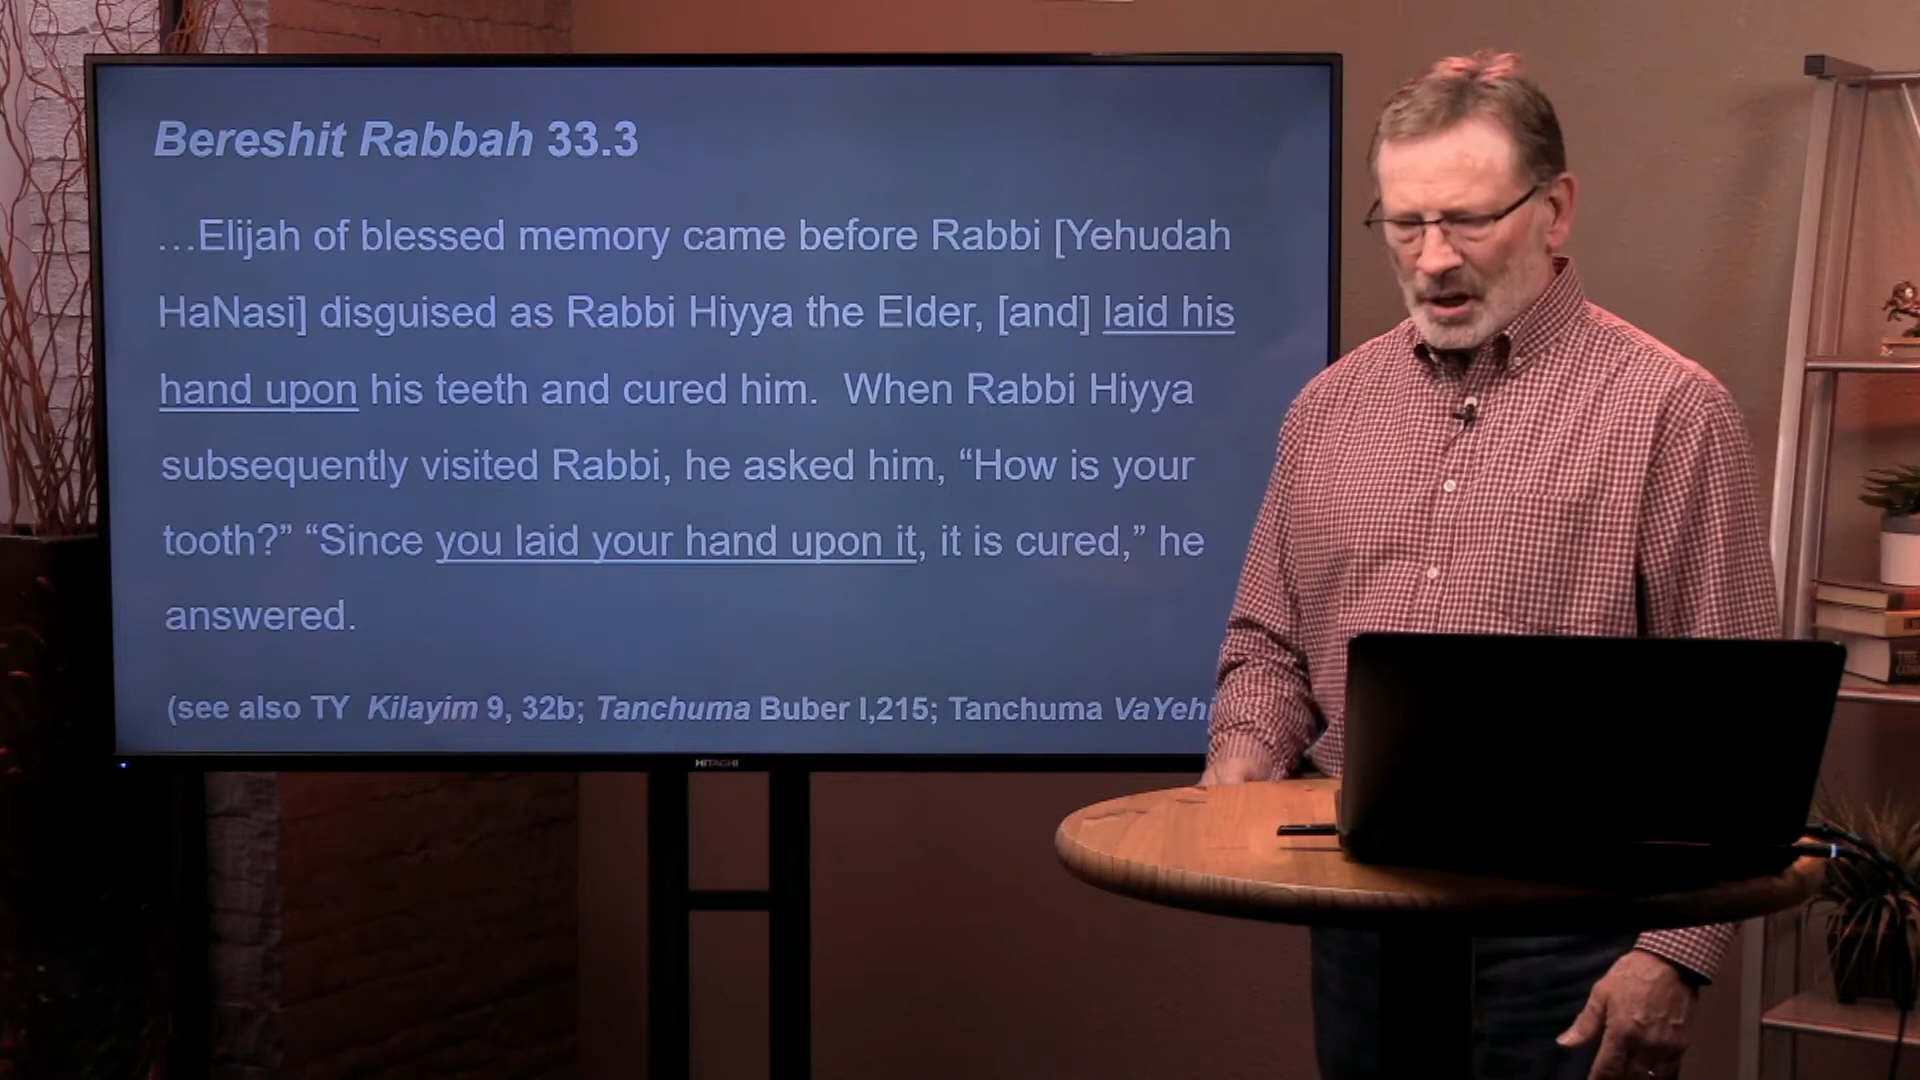 Bereshit Rabbah 33.3
…Elijah of blessed memory came before Rabbi [Yehudah
HaNasi] disguised as Rabbi Hiyya the Elder, [and] laid his
hand upon his teeth and cured him.  When Rabbi Hiyya
subsequently visited Rabbi, he asked him, “How is your
tooth?” “Since you laid your hand upon it, it is cured,” he
answered.
(see also TY  Kilayim 9, 32b; Tanchuma Buber I,215; Tanchuma VaYehi
HITACHI